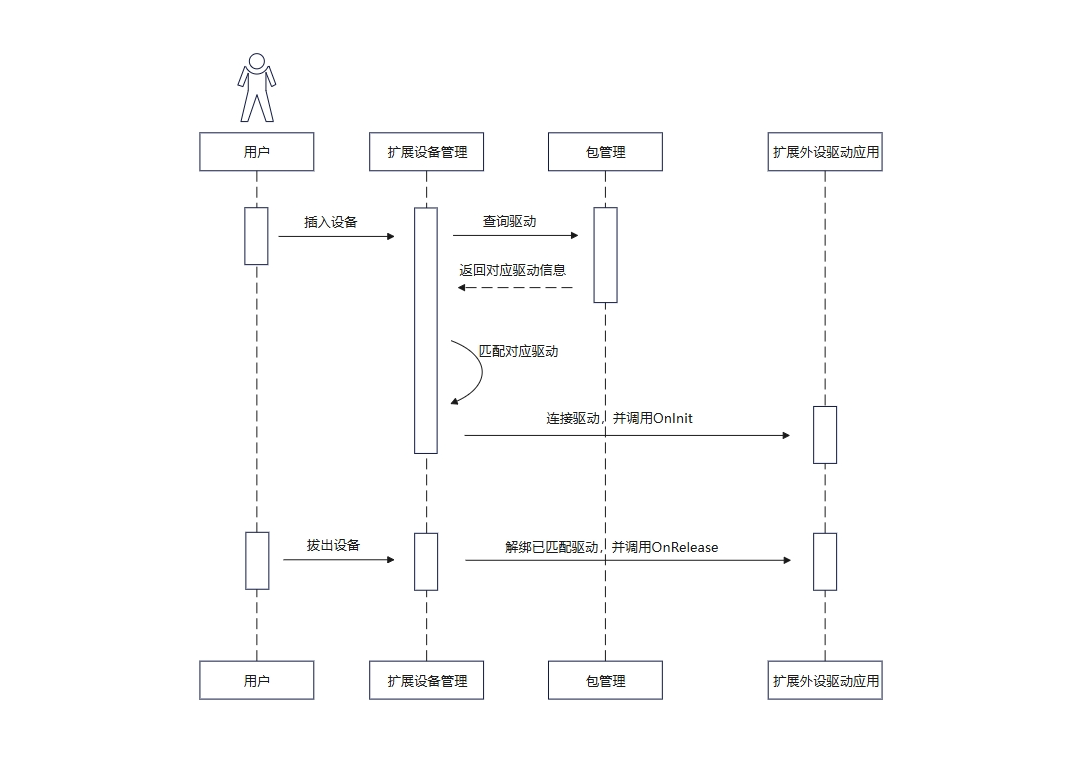 用户
扩展设备管理
包管理
扩展外设驱动应用
插入设备
查询驱动
返回对应驱动信息
匹配对应驱动
连接驱动，并调用OnInit
拔出设备
解绑已匹配驱动，并调用OnRelease
用户
扩展设备管理
包管理
扩展外设驱动应用